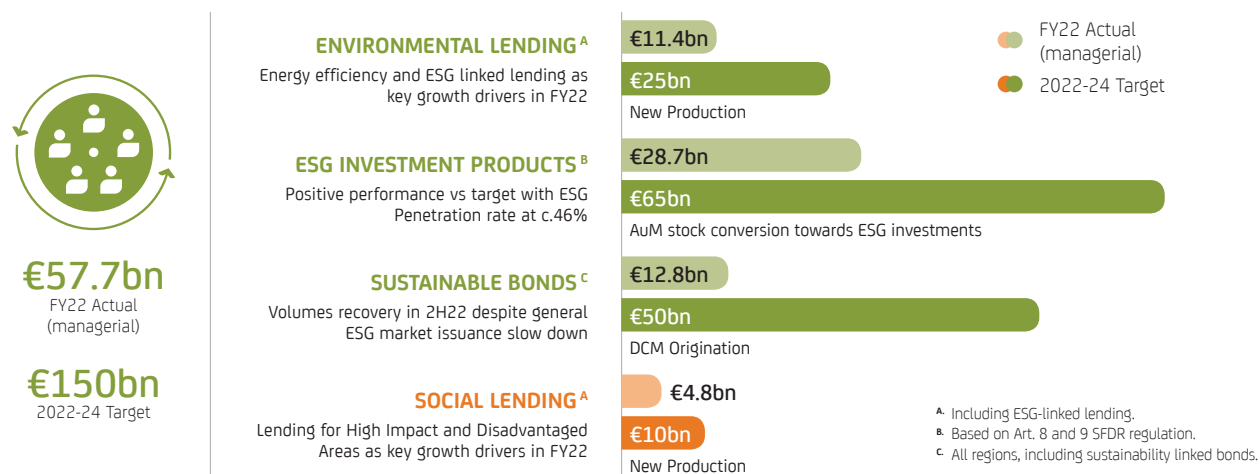 €57.7bn
FY22 Actual
(managerial)
€150bn
2022-24 Target
ENVIRONMENTAL LENDING A
Energy efficiency and ESG linked lending as
key growth drivers in FY22
€11.4bn
€25bn
New Production
ESG INVESTMENT PRODUCTS B
Positive performance vs target with ESG
Penetration rate at c.46%
€28.7bn
€65bn
AuM stock conversion towards ESG investments
SUSTAINABLE BONDS C
Volumes recovery in 2H22 despite general
ESG market issuance slow down
€12.8bn
€50bn
DCM Origination
SOCIAL LENDING A
Lending for High Impact and Disadvantaged
Areas as key growth drivers in FY22
€4.8bn
€10bn
New Production
FY22 Actual
(managerial)
2022-24 Target
A. Including ESG-linked lending.
B. Based on Art. 8 and 9 SFDR regulation.
C. All regions, including sustainability linked bonds.